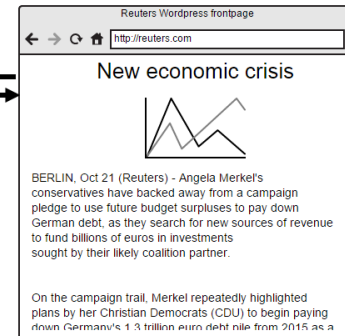 Reuters Wordpress frontpage
http://reuters.com
New economic crisis
BERLIN, Oct 21 (Reuters) - Angela Merkel's
conservatives have backed away from a campaign
pledge to use future budget surpluses to pay down
German debt, as they search for new sources of revenue
to fund billions of euros in investments
sought by their likely coalition partner.
On the campaign trail, Merkel repeatedly highlighted
plans by her Christian Democrats (CDU) to begin paying
down Germany's 1.3 trillion euro debt pile from 2015 as a